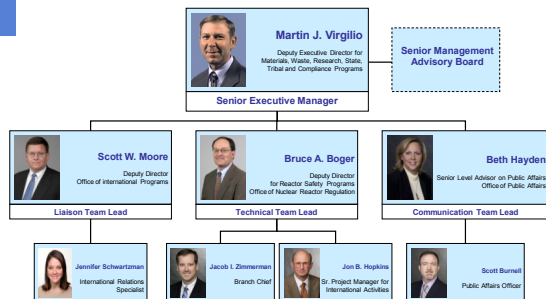 Martin J. Virgilio
Deputy Executive Director for
Materials, Waste, Research, State,
Tribal and Compliance Programs
Senior Executive Manager
Senior Management
Advisory Board
Scott W. Moore
Deputy Director
Office of international Programs
Liaison Team Lead
Bruce A. Boger
Deputy Director
for Reactor Safety Programs
Office of Nuclear Reactor Regulation
Technical Team Lead
Beth Hayden
Senior Level Advisor on Public Affairs
Office of Public Affairs
Communication Team Lead
Jennifer Schwartzman
International Relations
Specialist
Jacob I. Zimmerman
Branch Chief
Jon B. Hopkins
Sr. Project Manager for
International Activities
Scott Burnell
Public Affairs Officer